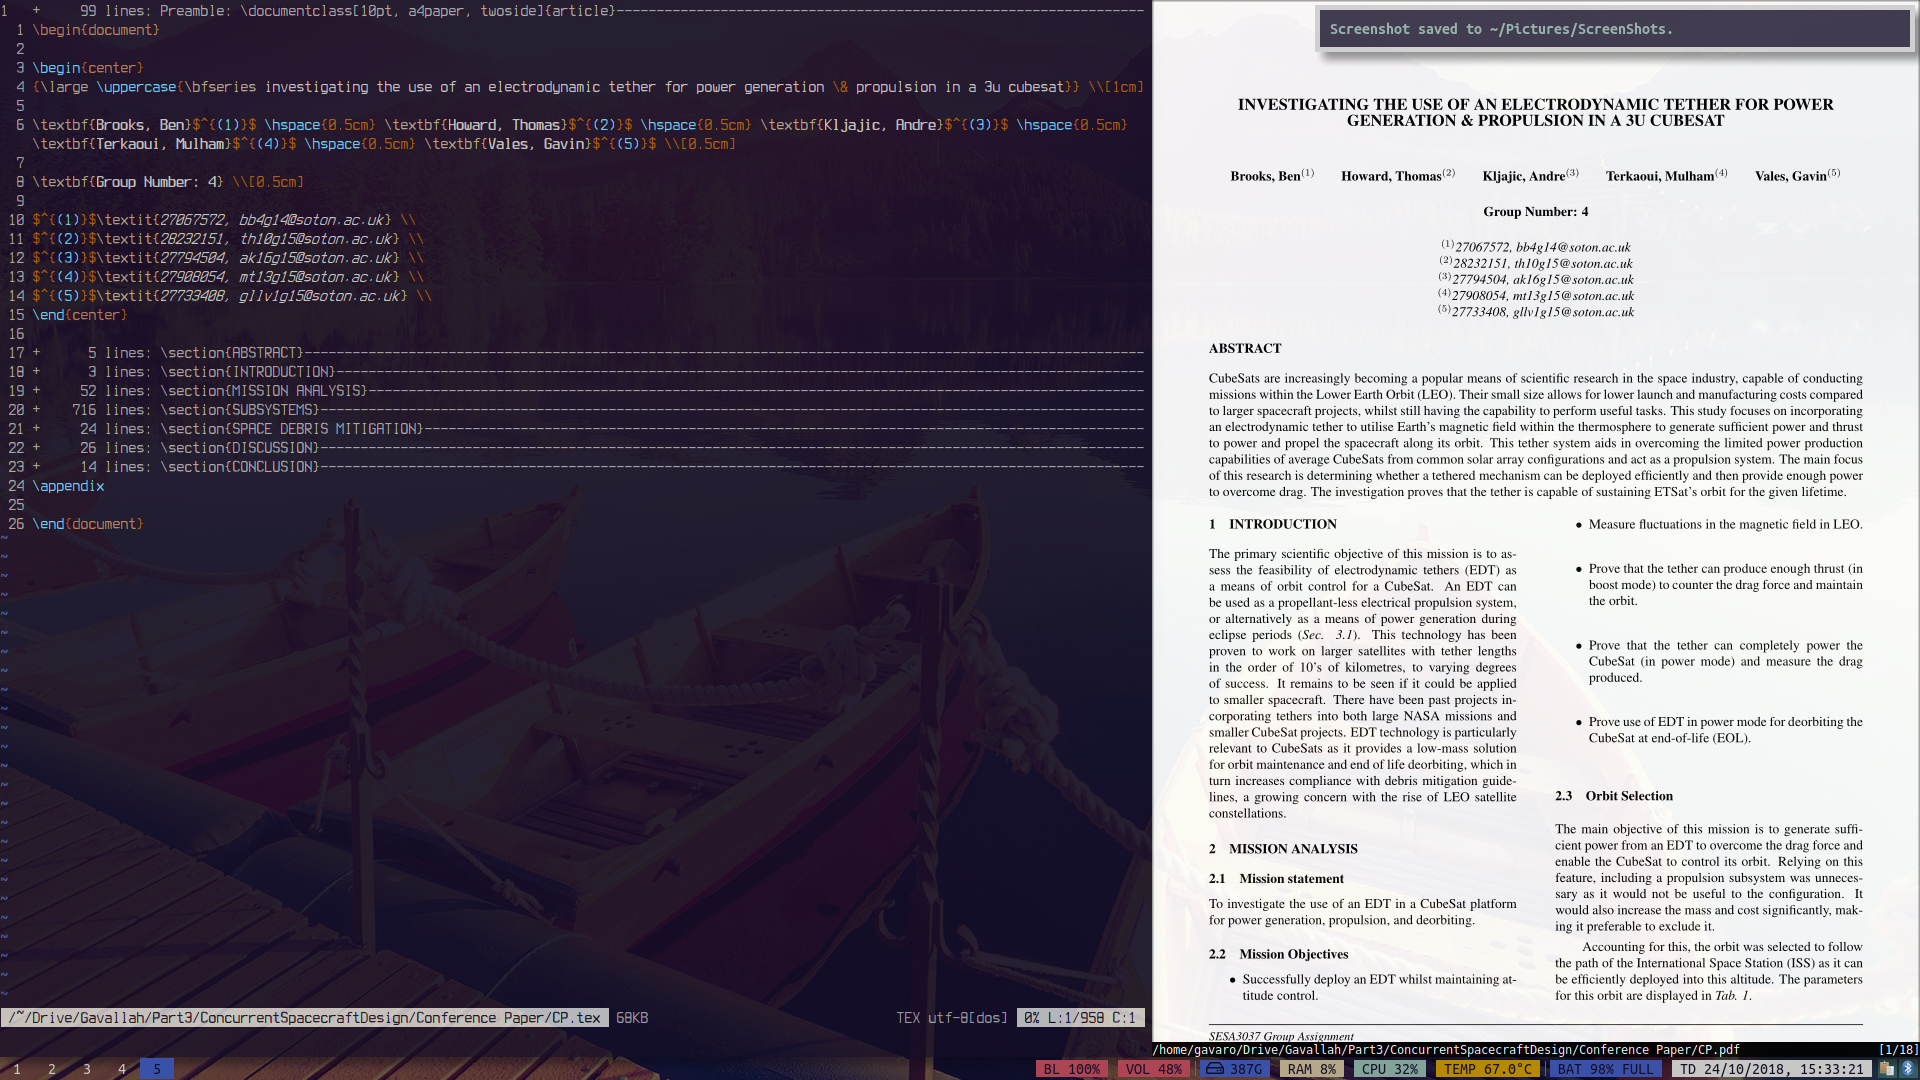 1   +     99 lines: Preamble: \documentclass[10pt, a4paper, twoside]{article}
1 \begin{document}
2
3 \begin{center}
4 {\large \uppercase{\bfseries investigating the use of an electrodynamic tether for power generation \& propulsion in a 3u cubesat}} \\[1cm]
5
6 \textbf{Brooks, Ben}$^{(1)}$ \hspace{0.5cm} \textbf{Howard, Thomas}$^{(2)}$ \hspace{0.5cm} \textbf{Kljajic, Andre}$^{(3)}$ \hspace{0.5cm}
\textbf{Terkaoui, Mulham}$^{(4)}$ \hspace{0.5cm} \textbf{Vales, Gavin}$^{(5)}$ \\[0.5cm]
7
8 \textbf{Group Number: 4} \\[0.5cm]
9
10 $^{(1)}$\textit{27067572, bb4g14@soton.ac.uk} \\
11 $^{(2)}$\textit{28232151, th10g15@soton.ac.uk} \\
12 $^{(3)}$\textit{27794504, ak16g15@soton.ac.uk} \\
13 $^{(4)}$\textit{27908054, mt13g15@soton.ac.uk} \\
14 $^{(5)}$\textit{27733408, gllv1g15@soton.ac.uk} \\
15 \end{center}
16
17 +      5 lines: \section{ABSTRACT}
18 +      3 lines: \section{INTRODUCTION}
19 +     52 lines: \section{MISSION ANALYSIS}
20 +    716 lines: \section{SUBSYSTEMS}
21 +     24 lines: \section{SPACE DEBRIS MITIGATION}
22 +     26 lines: \section{DISCUSSION}
23 +     14 lines: \section{CONCLUSION}
24 \appendix
25
26 \end{document}
/~/Drive/Gavallah/Part3/ConcurrentSpacecraftDesign/Conference Paper/CP.tex 68KB TEX utf-8[dos] 0% L:1/958 C:1
Screenshot saved to ~/Pictures/ScreenShots.
INVESTIGATING THE USE OF AN ELECTRODYNAMIC TETHER FOR POWER
GENERATION & PROPULSION IN A 3U CUBESAT
Brooks, Ben(1) Howard, Thomas(2) Kljajic, Andre(3) Terkaoui, Mulham(4) Vales, Gavin(5)
Group Number: 4
(1)27067572, bb4g14@soton.ac.uk
(2)28232151, th10g15@soton.ac.uk
(3)27794504, ak16g15@soton.ac.uk
(4)27908054, mt13g15@soton.ac.uk
(5)27733408, gllv1g15@soton.ac.uk
ABSTRACT
CubeSats are increasingly becoming a popular means of scientific research in the space industry, capable of conducting
missions within the Lower Earth Orbit (LEO). Their small size allows for lower launch and manufacturing costs compared
to larger spacecraft projects, whilst still having the capability to perform useful tasks. This study focuses on incorporating
an electrodynamic tether to utilise Earth's magnetic field within the thermosphere to generate sufficient power and thrust
to power and propel the spacecraft along its orbit. This tether system aids in overcoming the limited power production
capabilities of average CubeSats from common solar array configurations and act as a propulsion system. The main focus
of this research is determining whether a tethered mechanism can be deployed efficiently and then provide enough power
to overcome drag. The investigation proves that the tether is capable of sustaining ETSat's orbit for the given lifetime.
1 INTRODUCTION
The primary scientific objective of this mission is to as-
sess the feasibility of electrodynamic tethers (EDT) as
a means of orbit control for a CubeSat. An EDT can
be used as a propellant-less electrical propulsion system,
or alternatively as a means of power generation during
eclipse periods (Sec. 3.1). This technology has been
proven to work on larger satellites with tether lengths
in the order of 10's of kilometres, to varying degrees
of success. It remains to be seen if it could be applied
to smaller spacecraft. There have been past projects in-
corporating tethers into both large NASA missions and
smaller CubeSat projects. EDT technology is particularly
relevant to CubeSats as it provides a low-mass solution
for orbit maintenance and end of life deorbiting, which in
turn increases compliance with debris mitigation guide-
lines, a growing concern with the rise of LEO satellite
constellations.
2 MISSION ANALYSIS
2.1 Mission statement
To investigate the use of an EDT in a CubeSat platform
for power generation, propulsion, and deorbiting.
2.2 Mission Objectives
• Successfully deploy an EDT whilst maintaining at-
titude control.
• Measure fluctuations in the magnetic field in LEO.
• Prove that the tether can produce enough thrust (in
boost mode) to counter the drag force and maintain
the orbit.
• Prove that the tether can completely power the
CubeSat (in power mode) and measure the drag
produced.
• Prove use of EDT in power mode for deorbiting the
CubeSat at end-of-life (EOL).
2.3 Orbit Selection
The main objective of this mission is to generate suffi-
cient power from an EDT to overcome the drag force and
enable the CubeSat to control its orbit. Relying on this
feature, including a propulsion subsystem was unneces-
sary as it would not be useful to the configuration. It
would also increase the mass and cost significantly, mak-
ing it preferable to exclude it.
Accounting for this, the orbit was selected to follow
the path of the International Space Station (ISS) as it can
be efficiently deployed into this altitude. The parameters
for this orbit are displayed in Tab. 1.
SESA3037 Group Assignment
/home/gavaro/Drive/Gavallah/Part3/ConcurrentSpacecraftDesign/Conference Paper/CP.pdf [1/18]
1 2 3 4 5 BL 100% VOL 48% 387G RAM 8% CPU 32% TEMP 67.0°C BAT 98% FULL TD 24/10/2018, 15:33:21